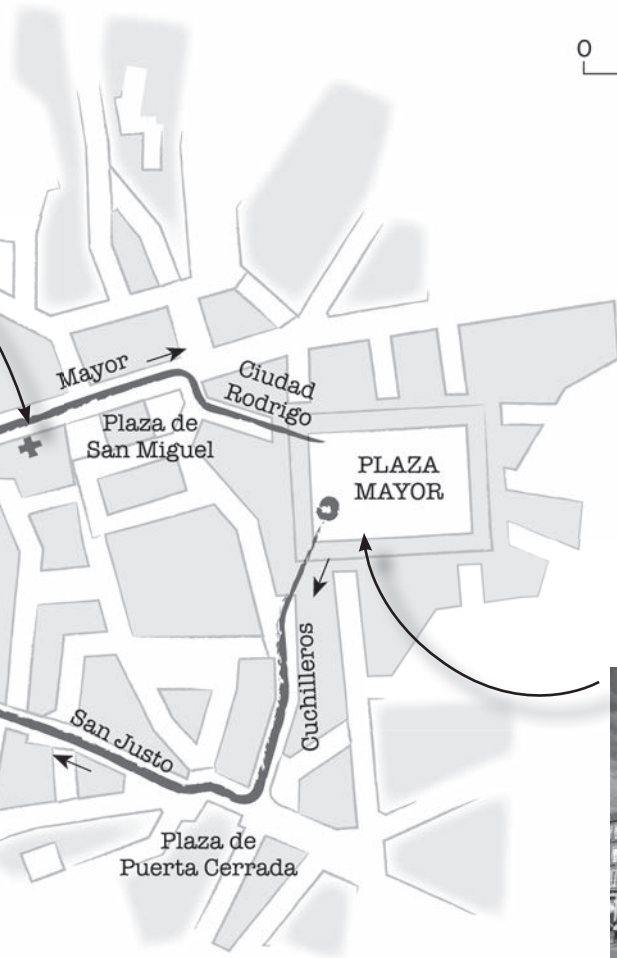 0
Mayor
Ciudad
Rodrigo
Plaza de
San Miguel
PLAZA
MAYOR
Cuchilleros
San Justo
Plaza de
Puerta Cerrada